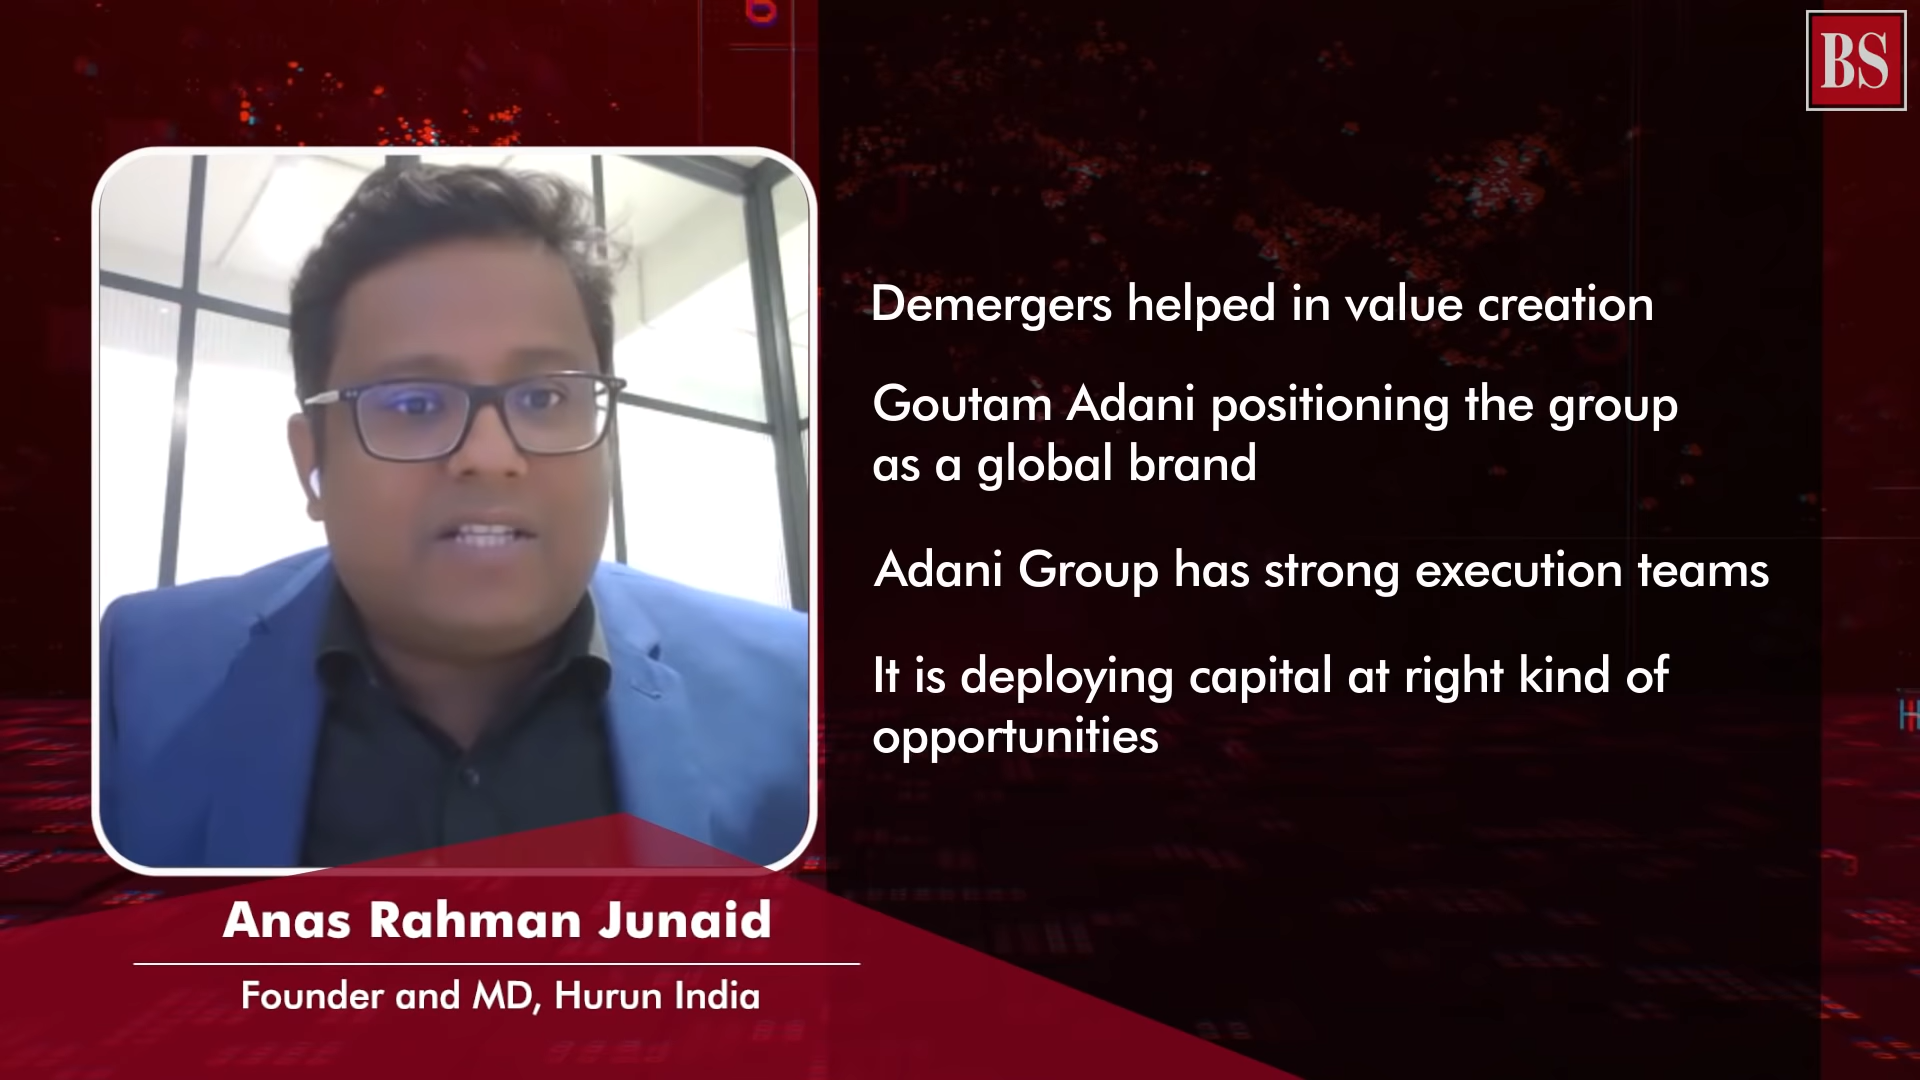 BS
Demergers helped in value creation
Goutam Adani positioning the group
as a global brand
Adani Group has strong execution teams
It is deploying capital at right kind of
opportunities
Anas Rahman Junaid
Founder and MD, Hurun India